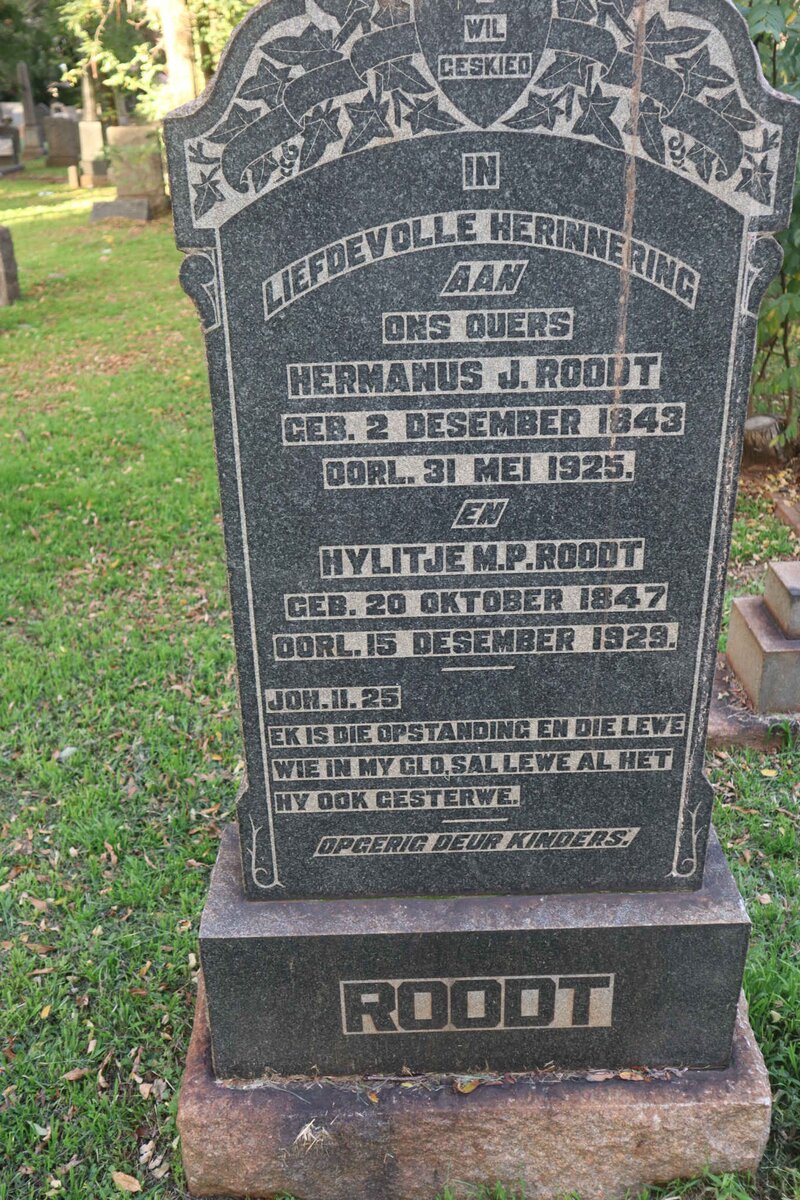 WIL
GESKIED
IN
LIEFDEVOLLE HERINNERING
AAN
ONS OUERS
HERMANUS J. ROODT
GEB. 2 DESEMBER 1843
OORL. 31 MEI 1925.
EN
HYLITJE M.P. ROODT
GEB. 20 OKTOBER 1847
OORL. 15 DESEMBER 1929.
JOH. 11. 25
EK IS DIE OPSTANDING EN DIE LEWE
WIE IN MY GLO, SAL LEWE AL HET
HY OOK GESTERWE.
OPGERIG DEUR KINDERS.
ROODT